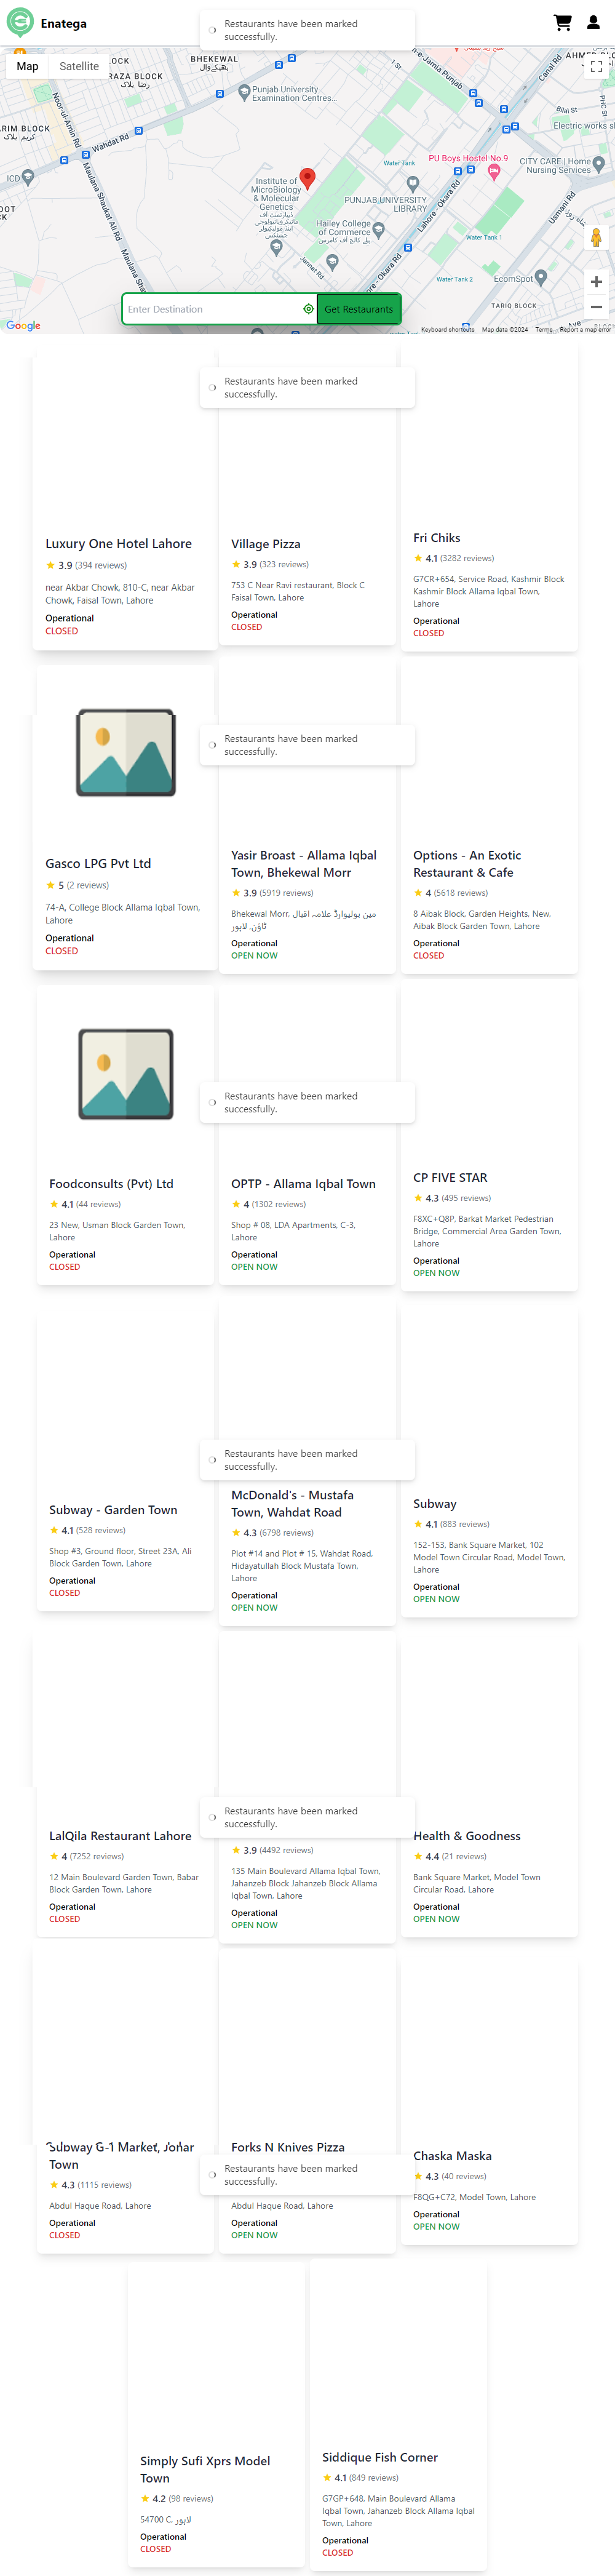 Enatega
Restaurants have been marked
successfully.
Map
Satellite
OCK
RAZA BLOCK
رضا بلاک
BHEKEWAL
بھیکےوال
Punjab University
Examination Centres...
1 St
e-Jamia Punjab
Canal Rd
Noor-ul-Amin Rd
Wahdat Rd
Maulana Shaukat Ali Rd
کریم بلاک
ICD
Bilal St
PHC St
Electric works s
Water Tank
PU Boys Hostel No.9
CITY CARE | Home
Nursing Services
Institute of
MicroBiology
& Molecular
Genetics
PUNJAB UNIVERSITY
LIBRARY
Lahore - Okara Rd
Usmani Rd
Hailey College
of Commerce
Water Tank 1
Jannat Rd
Water Tank 2
EcomSpot
TARIQ BLOCK
Enter Destination
Get Restaurants
Google
Keyboard shortcuts
Map data ©2024
Terms
Report a map error
Restaurants have been marked
successfully.
Luxury One Hotel Lahore
3.9 (394 reviews)
near Akbar Chowk, 810-C, near Akbar
Chowk, Faisal Town, Lahore
Operational
CLOSED
Village Pizza
3.9 (323 reviews)
753 C Near Ravi restaurant, Block C
Faisal Town, Lahore
Operational
CLOSED
Fri Chiks
4.1 (3282 reviews)
G7CR+654, Service Road, Kashmir Block
Kashmir Block Allama Iqbal Town,
Lahore
Operational
CLOSED
Restaurants have been marked
successfully.
Gasco LPG Pvt Ltd
5 (2 reviews)
74-A, College Block Allama Iqbal Town,
Lahore
Operational
CLOSED
Yasir Broast - Allama Iqbal
Town, Bhekewal Morr
3.9 (5919 reviews)
Bhekewal Morr, مین بولیوارڈ علامہ اقبال
ٹاؤن, لاہور
Operational
OPEN NOW
Options - An Exotic
Restaurant & Cafe
4 (5618 reviews)
8 Aibak Block, Garden Heights, New,
Aibak Block Garden Town, Lahore
Operational
CLOSED
Restaurants have been marked
successfully.
Foodconsults (Pvt) Ltd
4.1 (44 reviews)
23 New, Usman Block Garden Town,
Lahore
Operational
CLOSED
OPTP - Allama Iqbal Town
4 (1302 reviews)
Shop # 08, LDA Apartments, C-3,
Lahore
Operational
OPEN NOW
CP FIVE STAR
4.3 (495 reviews)
F8XC+Q8P, Barkat Market Pedestrian
Bridge, Commercial Area Garden Town,
Lahore
Operational
OPEN NOW
Restaurants have been marked
successfully.
Subway - Garden Town
4.1 (528 reviews)
Shop #3, Ground floor, Street 23A, Ali
Block Garden Town, Lahore
Operational
CLOSED
McDonald's - Mustafa
Town, Wahdat Road
4.3 (6798 reviews)
Plot #14 and Plot # 15, Wahdat Road,
Hidayatullah Block Mustafa Town,
Lahore
Operational
OPEN NOW
Subway
4.1 (883 reviews)
152-153, Bank Square Market, 102
Model Town Circular Road, Model Town,
Lahore
Operational
OPEN NOW
Restaurants have been marked
successfully.
LalQila Restaurant Lahore
4 (7252 reviews)
12 Main Boulevard Garden Town, Babar
Block Garden Town, Lahore
Operational
CLOSED
3.9 (4492 reviews)
135 Main Boulevard Allama Iqbal Town,
Jahanzeb Block Jahanzeb Block Allama
Iqbal Town, Lahore
Operational
OPEN NOW
Health & Goodness
4.4 (21 reviews)
Bank Square Market, Model Town
Circular Road, Lahore
Operational
OPEN NOW
Subway G-1 Market, Johar
Town
4.3 (1115 reviews)
Abdul Haque Road, Lahore
Operational
CLOSED
Forks N Knives Pizza
Restaurants have been marked
successfully.
Abdul Haque Road, Lahore
Operational
OPEN NOW
Chaska Maska
4.3 (40 reviews)
F8QG+C72, Model Town, Lahore
Operational
OPEN NOW
Simply Sufi Xprs Model
Town
4.2 (98 reviews)
54700 C, لاہور
Operational
CLOSED
Siddique Fish Corner
4.1 (849 reviews)
G7GP+648, Main Boulevard Allama
Iqbal Town, Jahanzeb Block Allama Iqbal
Town, Lahore
Operational
CLOSED